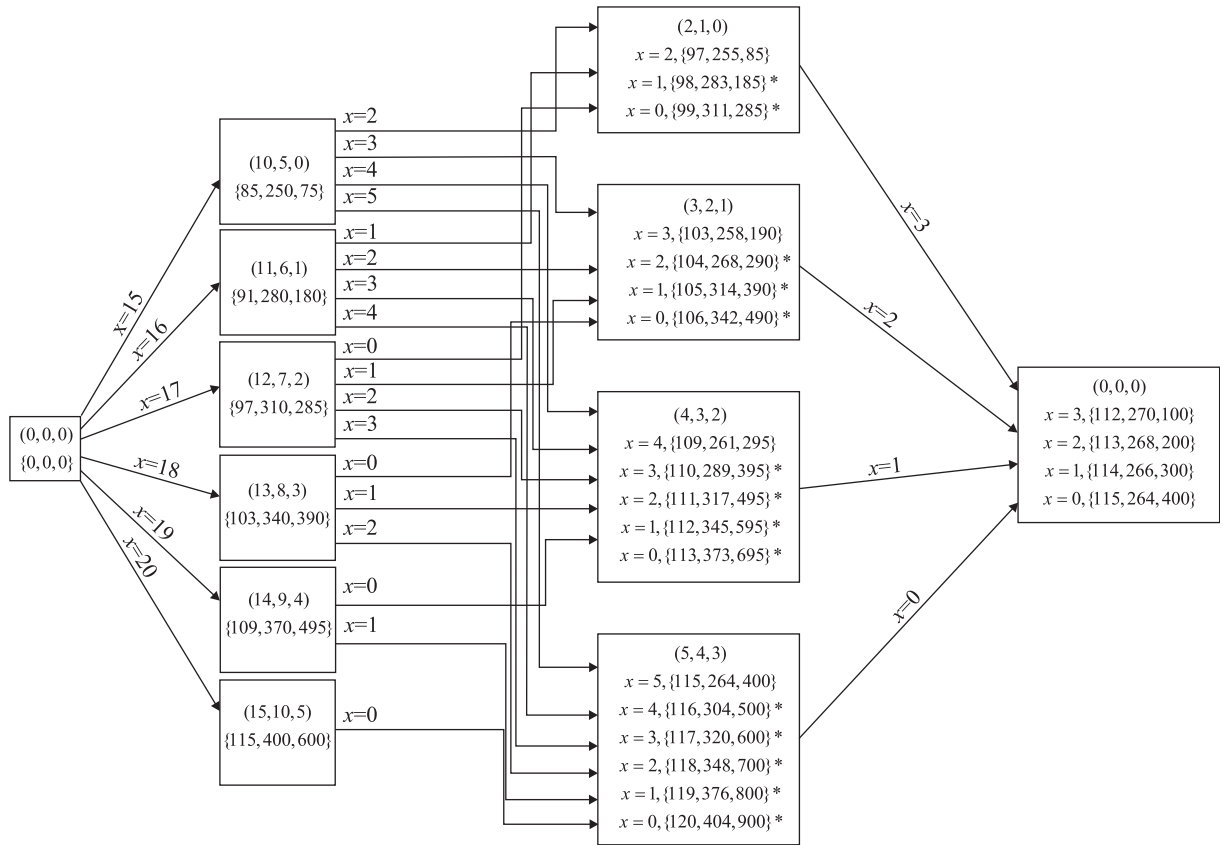 (0,0,0)
{0,0,0}
x=15
x=16
x=17
x=18
x=19
x=20
(10,5,0)
{85,250,75}
x=2
x=3
x=4
x=5
(11,6,1)
{91,280,180}
x=1
x=2
x=3
x=4
(12,7,2)
{97,310,285}
x=0
x=1
x=2
x=3
(13,8,3)
{103,340,390}
x=0
x=1
x=2
(14,9,4)
{109,370,495}
x=0
x=1
(15,10,5)
{115,400,600}
x=0
(2,1,0)
x = 2,{97,255,85}
x = 1,{98,283,185}*
x = 0,{99,311,285}*
(3,2,1)
x = 3,{103,258,190}
x = 2,{104,268,290}*
x = 1,{105,314,390}*
x = 0,{106,342,490}*
(4,3,2)
x = 4,{109,261,295}
x = 3,{110,289,395}*
x = 2,{111,317,495}*
x = 1,{112,345,595}*
x = 0,{113,373,695}*
(5,4,3)
x = 5,{115,264,400}
x = 4,{116,304,500}*
x = 3,{117,320,600}*
x = 2,{118,348,700}*
x = 1,{119,376,800}*
x = 0,{120,404,900}*
x=3
x=2
x=1
x=0
(0,0,0)
x = 3,{112,270,100}
x = 2,{113,268,200}
x = 1,{114,266,300}
x = 0,{115,264,400}